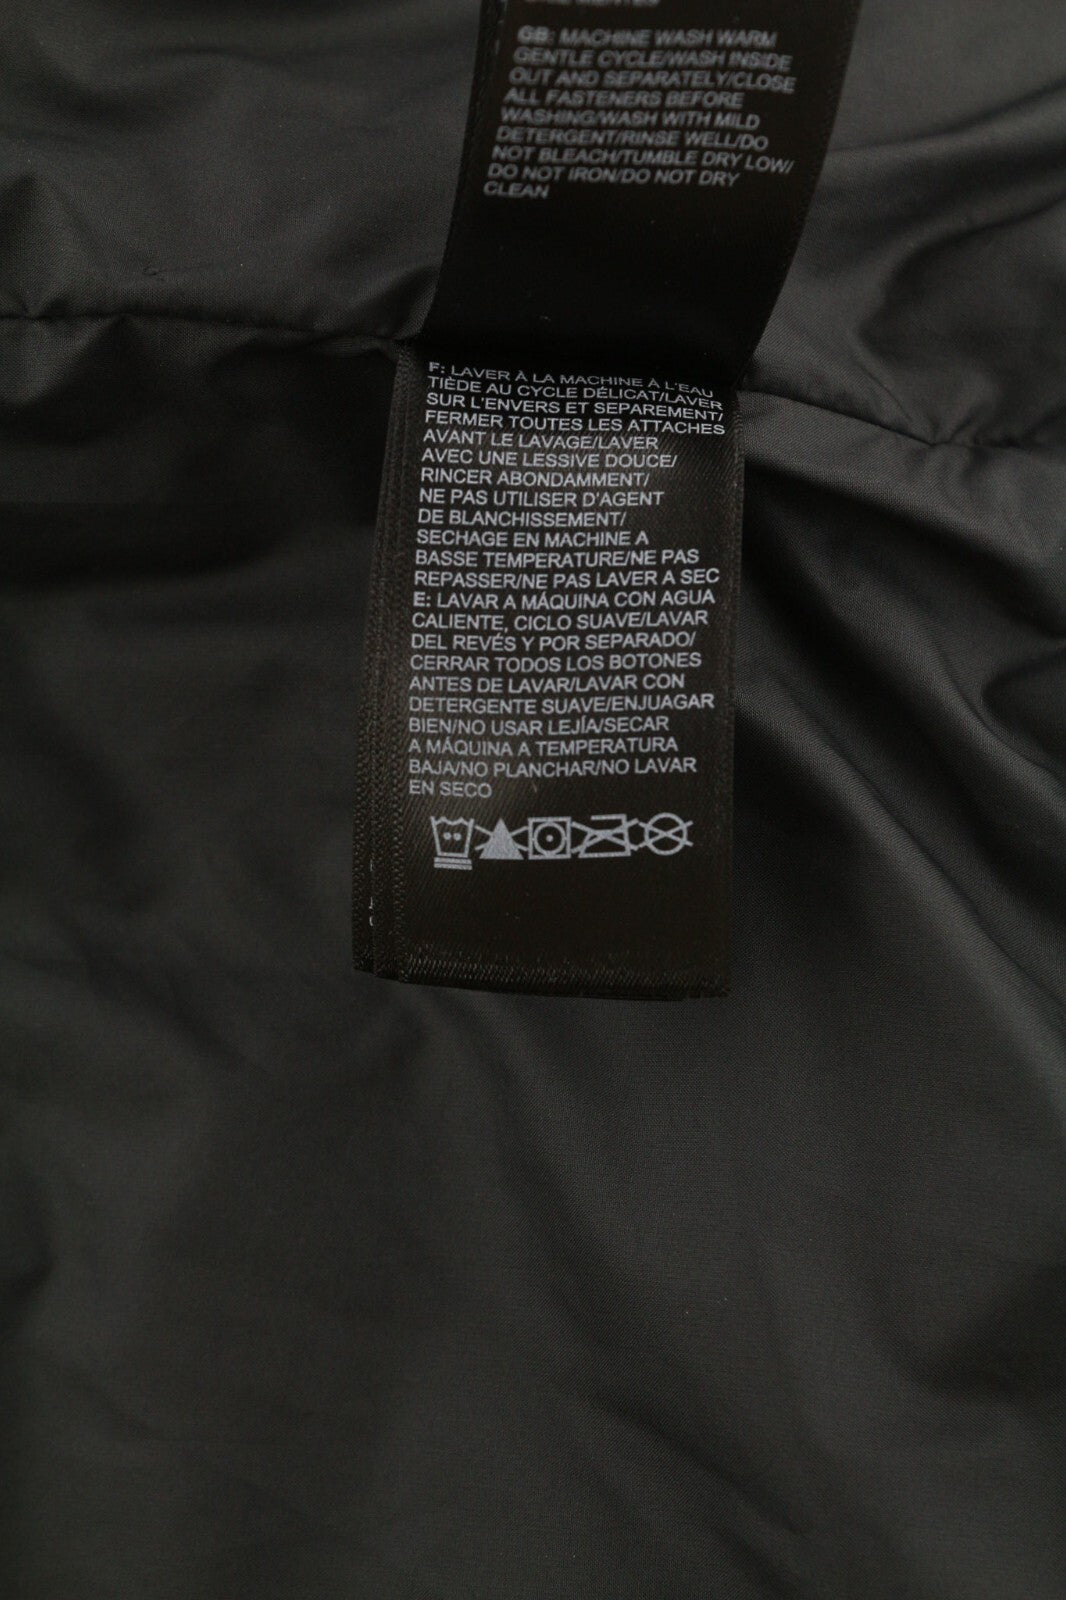 GB: MACHINE WASH WARM
GENTLE CYCLE/WASH INSIDE
OUT AND SEPARATELY/CLOSE
ALL FASTENERS BEFORE
WASHING/WASH WITH MILD
DETERGENT/RINSE WELL/DO
NOT BLEACH/TUMBLE DRY LOW/
DO NOT IRON/DO NOT DRY
CLEAN
F: LAVER À LA MACHINE À L'EAU
TIÈDE AU CYCLE DÉLICAT/LAVER
SUR L'ENVERS ET SEPAREMENT/
FERMER TOUTES LES ATTACHES
AVANT LE LAVAGE/LAVER
AVEC UNE LESSIVE DOUCE/
RINCER ABONDAMMENT/
NE PAS UTILISER D'AGENT
DE BLANCHISSEMENT/
SECHAGE EN MACHINE A
BASSE TEMPERATURE/NE PAS
REPASSER/NE PAS LAVER A SEC
E: LAVAR A MÁQUINA CON AGUA
CALIENTE, CICLO SUAVE/LAVAR
DEL REVÉS Y POR SEPARADO/
CERRAR TODOS LOS BOTONES
ANTES DE LAVAR/LAVAR CON
DETERGENTE SUAVE/ENJUAGAR
BIEN/NO USAR LEJÍA/SECAR
A MÁQUINA A TEMPERATURA
BAJA/NO PLANCHAR/NO LAVAR
EN SECO